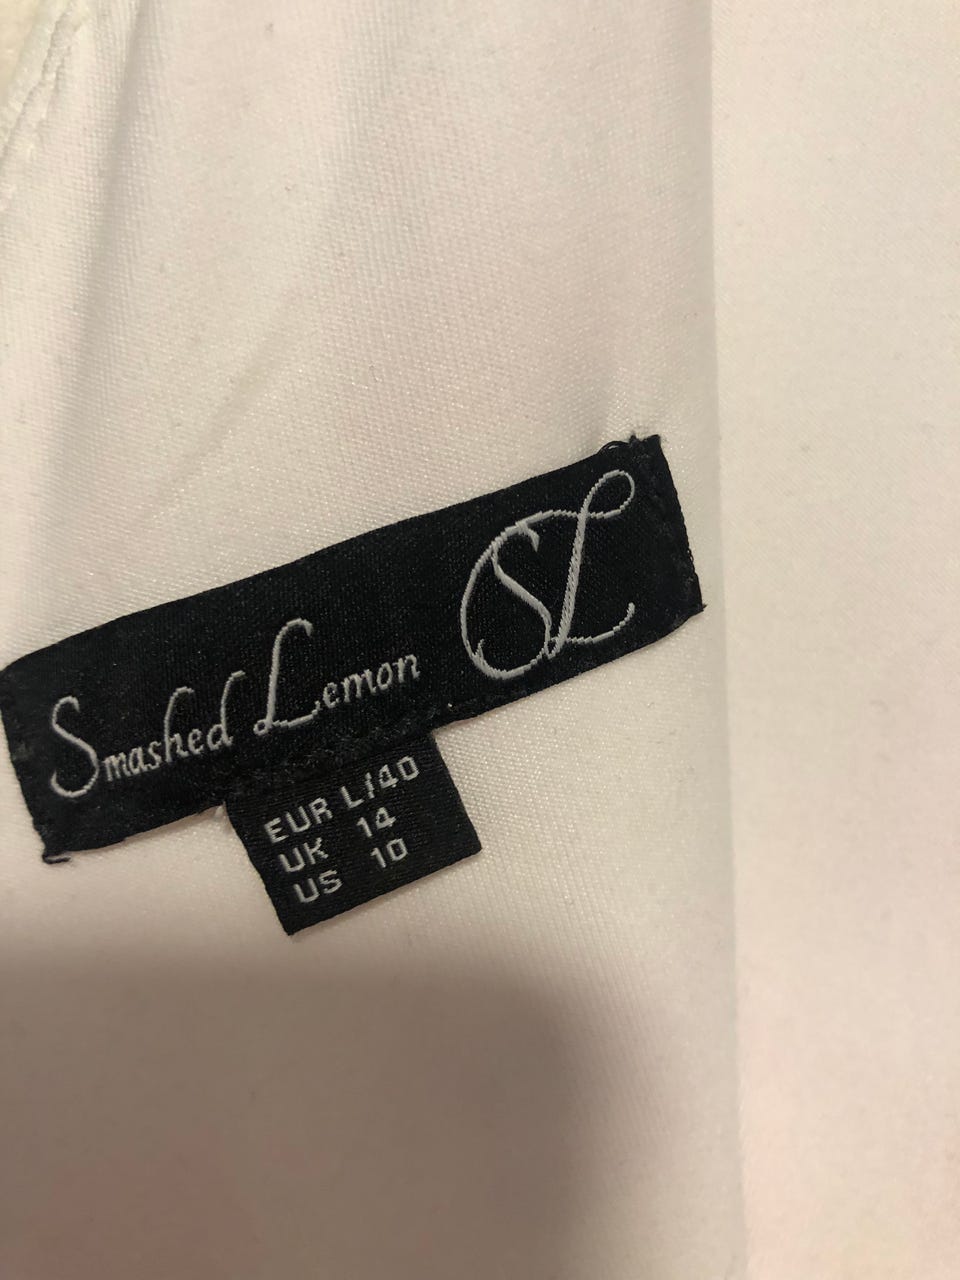 Smashed Lemon SL
EUR L/40
UK 14
US 10